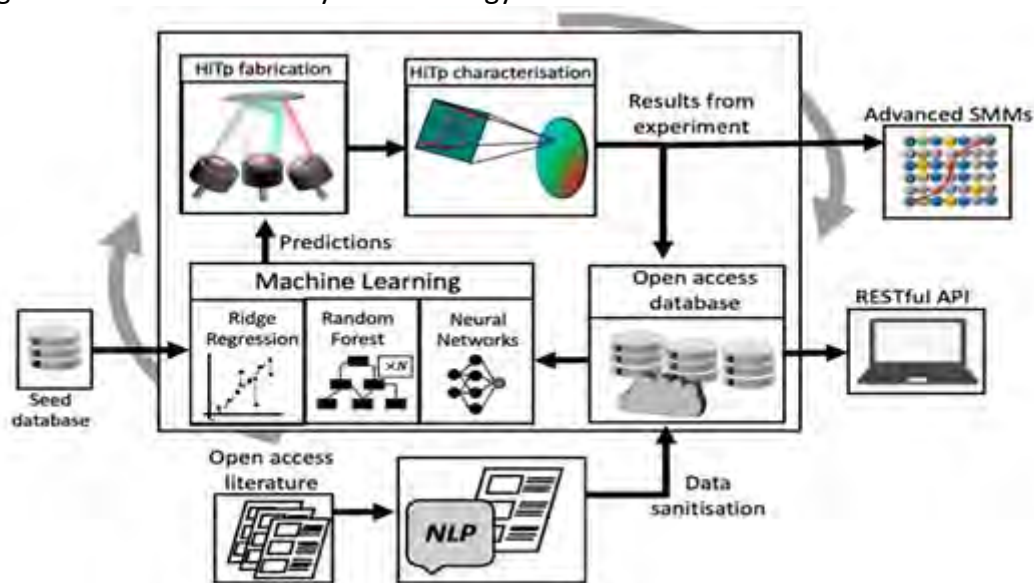 HiTp fabrication
HiTp characterisation
Results from
experiment
Advanced SMMs
Predictions
Machine Learning
Ridge
Regression
Random
Forest
×N
Neural
Networks
Open access
database
RESTful API
Seed
database
Open access
literature
NLP
Data
sanitisation